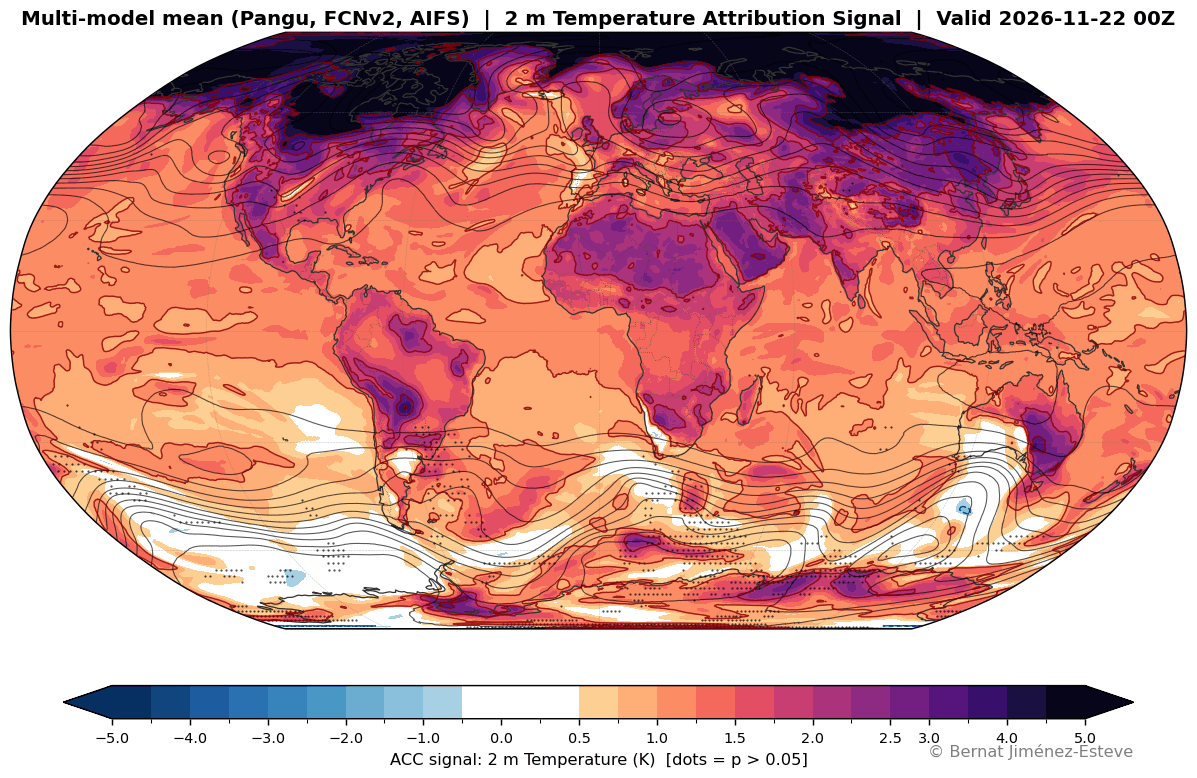 Multi-model mean (Pangu, FCNv2, AIFS)  |  2 m Temperature Attribution Signal  |  Valid 2026-11-22 00Z
−5.0 −4.0 −3.0 −2.0 −1.0 0.0 0.5 1.0 1.5 2.0 2.5 3.0 4.0 5.0
© Bernat Jiménez-Esteve
ACC signal: 2 m Temperature (K)  [dots = p > 0.05]